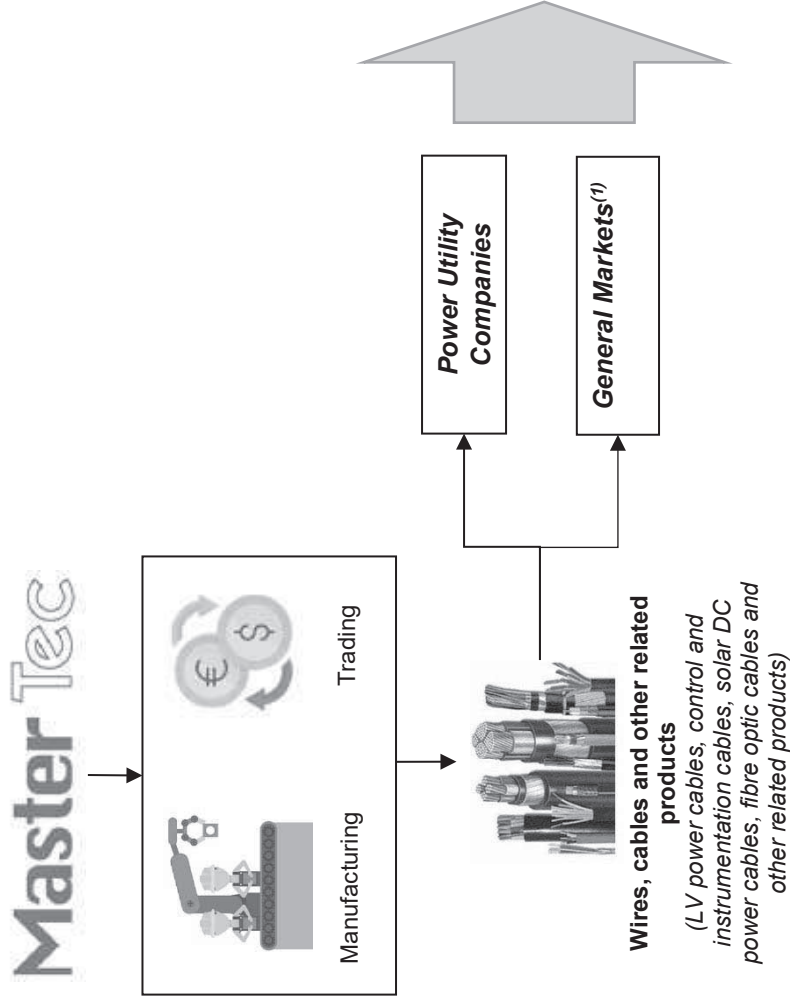 Master Tec
Manufacturing
Trading
€
$
Wires, cables and other related
products
(LV power cables, control and
instrumentation cables, solar DC
power cables, fibre optic cables and
other related products)
Power Utility
Companies
General Markets(1)